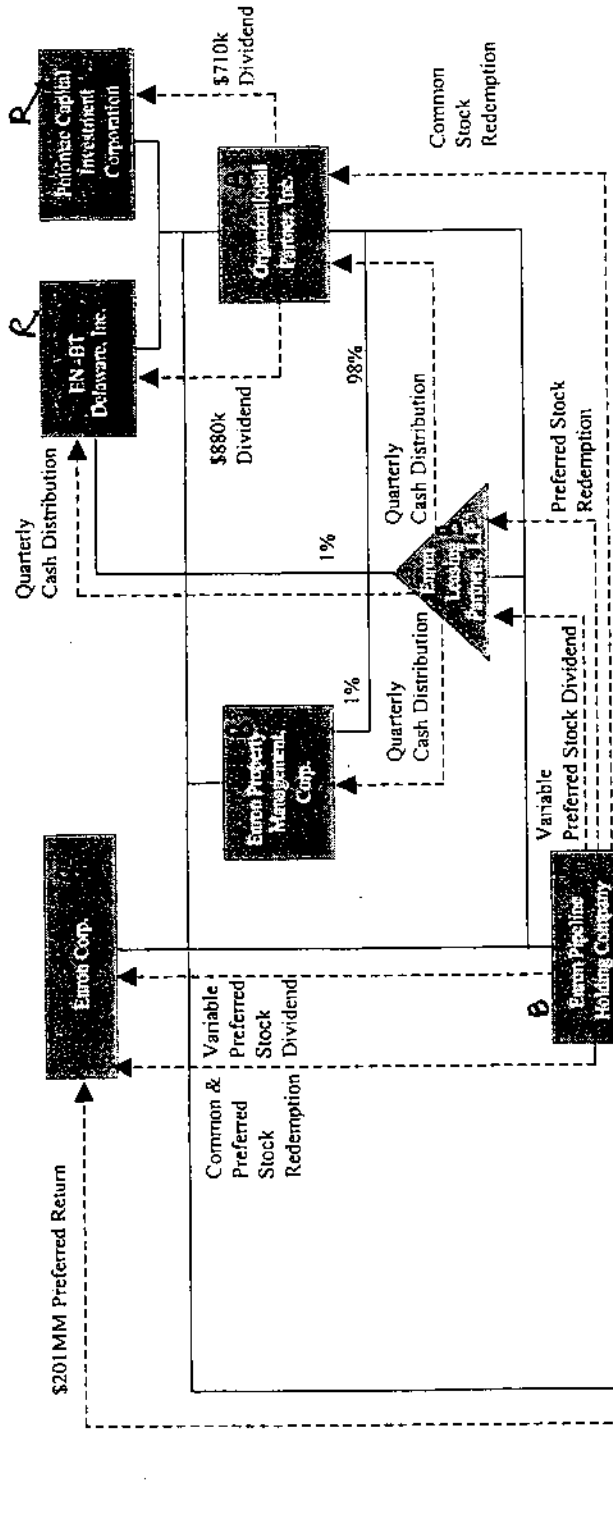 $201MM Preferred Return
Enron Corp.
Quarterly
Cash Distribution
R
EN-BT
Delaware, Inc.
R
Potomac Capital
Investment
Corporation
Common &
Preferred
Stock
Redemption
Variable
Preferred
Stock
Dividend
Enron Property
Management
Corp.
1%
1%
98%
$880k
Dividend
Organizational
Partner, Inc.
$710k
Dividend
Quarterly
Cash Distribution
Quarterly
Cash Distribution
Enron
Leasing
Partners, L.P.
B
Enron Pipeline
Holding Company
Variable
Preferred Stock Dividend
Preferred Stock
Redemption
Common
Stock
Redemption